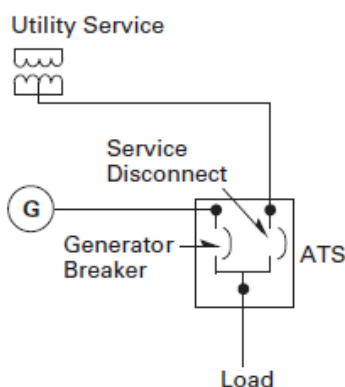 Utility Service
Service
Disconnect
G
Generator
Breaker
ATS
Load